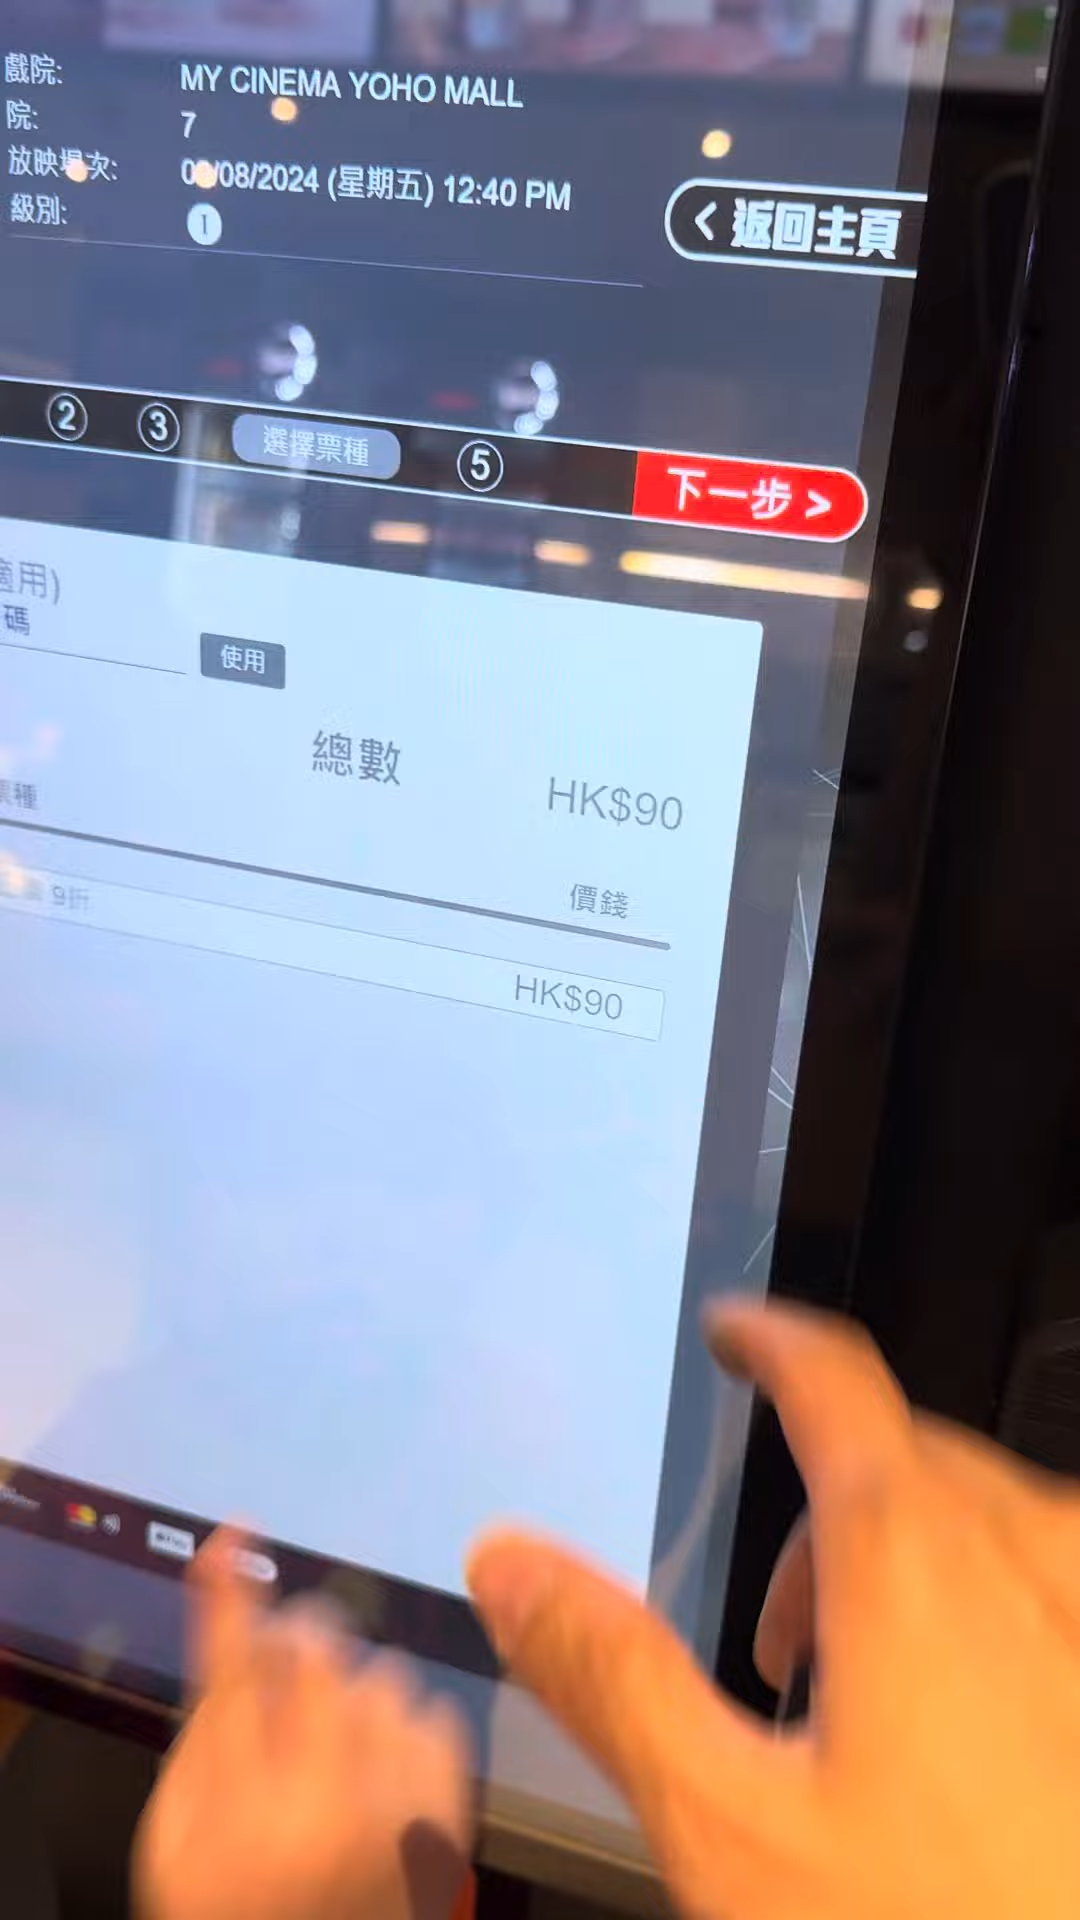 戲院: MY CINEMA YOHO MALL
院: 7
放映場次: /08/2024 (星期五) 12:40 PM
級別: I
< 返回主頁
2 3 選擇票種 5 下一步 >
適用)
碼
使用
總數 HK$90
票種
價錢
9折
HK$90